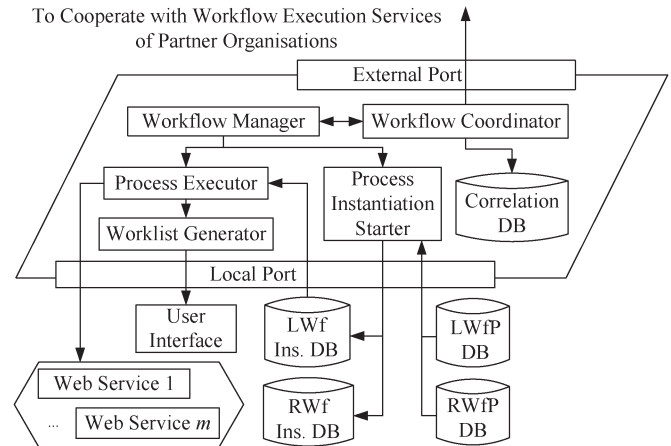 To Cooperate with Workflow Execution Services
of Partner Organisations
External Port
Workflow Manager
Workflow Coordinator
Process Executor
Process
Instantiation
Starter
Correlation
DB
Worklist Generator
Local Port
User
Interface
LWf
Ins. DB
LWfP
DB
Web Service 1
... Web Service m
RWf
Ins. DB
RWfP
DB